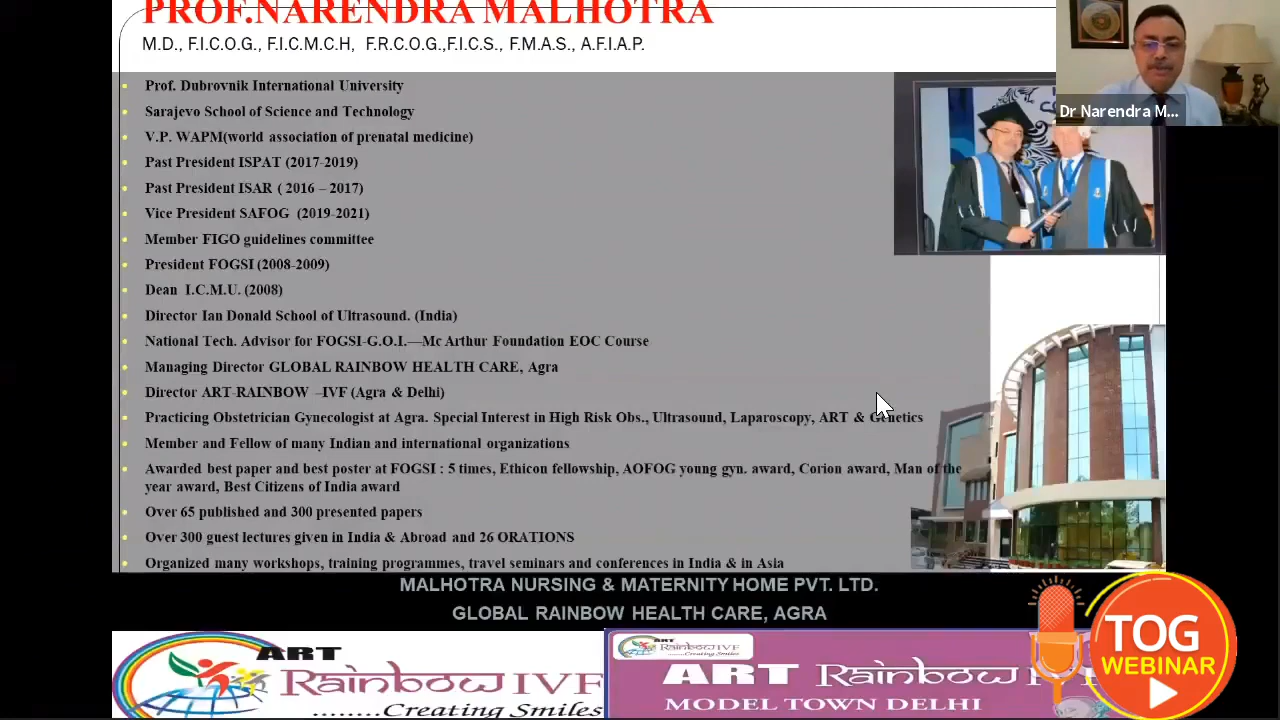 PROF.NARENDRA MALHOTRA
M.D., F.I.C.O.G., F.I.C.M.C.H, F.R.C.O.G.,F.I.C.S., F.M.A.S., A.F.I.A.P.
Dr Narendra M...
Prof. Dubrovnik International University
Sarajevo School of Science and Technology
V.P. WAPM(world association of prenatal medicine)
Past President ISPAT (2017-2019)
Past President ISAR ( 2016 – 2017)
Vice President SAFOG (2019-2021)
Member FIGO guidelines committee
President FOGSI (2008-2009)
Dean I.C.M.U. (2008)
Director Ian Donald School of Ultrasound. (India)
National Tech. Advisor for FOGSI-G.O.I.—Mc Arthur Foundation EOC Course
Managing Director GLOBAL RAINBOW HEALTH CARE, Agra
Director ART-RAINBOW –IVF (Agra & Delhi)
Practicing Obstetrician Gynecologist at Agra. Special Interest in High Risk Obs., Ultrasound, Laparoscopy, ART & Genetics
Member and Fellow of many Indian and international organizations
Awarded best paper and best poster at FOGSI : 5 times, Ethicon fellowship, AOFOG young gyn. award, Corion award, Man of the
year award, Best Citizens of India award
Over 65 published and 300 presented papers
Over 300 guest lectures given in India & Abroad and 26 ORATIONS
Organized many workshops, training programmes, travel seminars and conferences in India & in Asia
MALHOTRA NURSING & MATERNITY HOME PVT. LTD.
GLOBAL RAINBOW HEALTH CARE, AGRA
ART
Rainbow IVF
........Creating Smiles
ART
Rainbow IVF
...Creating Smiles
ART Rainbow
MODEL TOWN DELHI
TOG
WEBINAR